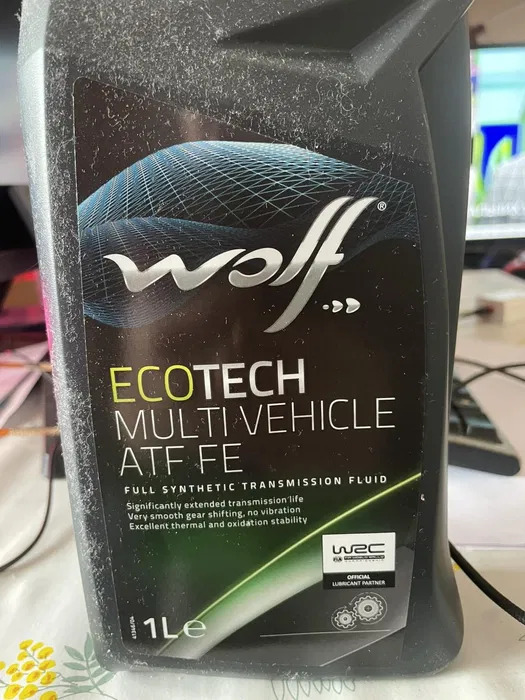 wolf®
ECOTECH
MULTI VEHICLE
ATF FE
FULL SYNTHETIC TRANSMISSION FLUID
Significantly extended transmission life
Very smooth gear shifting, no vibration
Excellent thermal and oxidation stability
WRC
OFFICIAL
LUBRICANT PARTNER
1L e